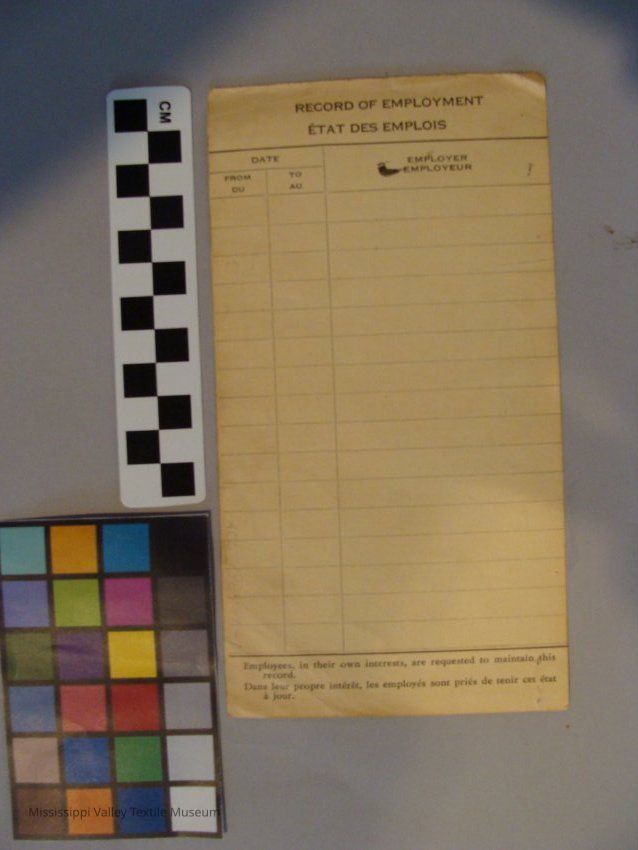 CM
RECORD OF EMPLOYMENT
ÉTAT DES EMPLOIS
DATE
EMPLOYER
EMPLOYEUR
FROM
DU
TO
AU
Employees, in their own interests, are requested to maintain this
record.
Dans leur propre intérêt, les employés sont priés de tenir cet état
à jour.
Mississippi Valley Textile Museum